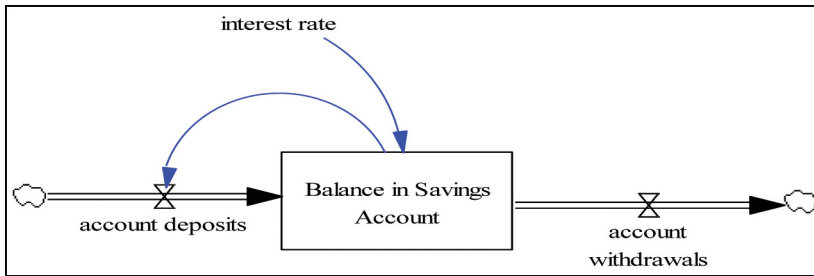 interest rate
Balance in Savings
Account
account deposits
account
withdrawals